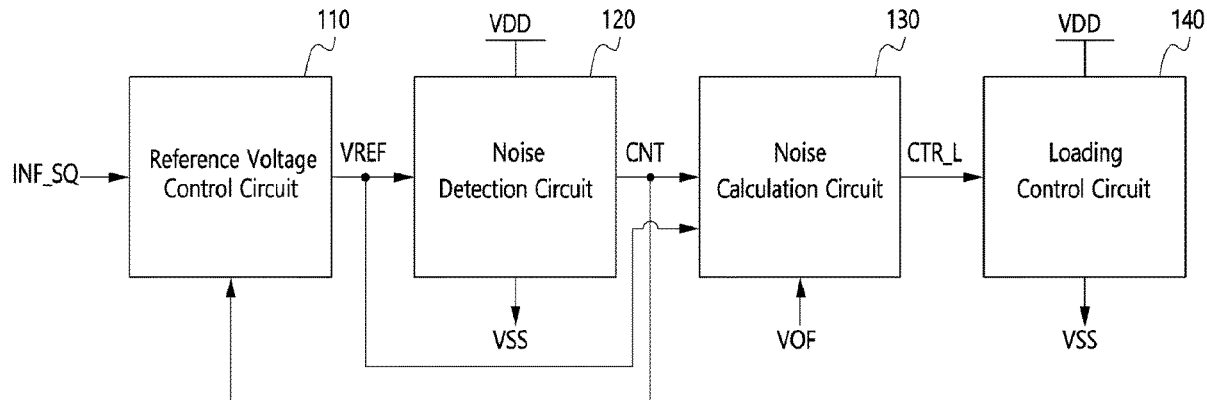 110
VDD
120
130
VDD
140
INF_SQ
Reference Voltage
Control Circuit
VREF
Noise
Detection Circuit
CNT
Noise
Calculation Circuit
CTR_L
Loading
Control Circuit
VSS
VOF
VSS